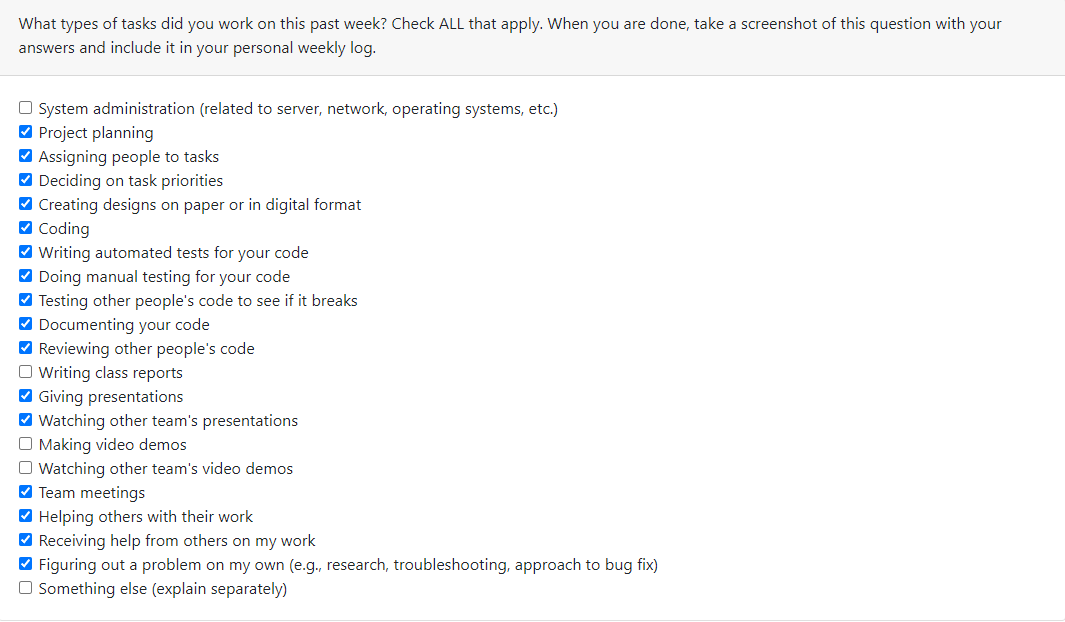 What types of tasks did you work on this past week? Check ALL that apply. When you are done, take a screenshot of this question with your
answers and include it in your personal weekly log.
System administration (related to server, network, operating systems, etc.)
Project planning
Assigning people to tasks
Deciding on task priorities
Creating designs on paper or in digital format
Coding
Writing automated tests for your code
Doing manual testing for your code
Testing other people's code to see if it breaks
Documenting your code
Reviewing other people's code
Writing class reports
Giving presentations
Watching other team's presentations
Making video demos
Watching other team's video demos
Team meetings
Helping others with their work
Receiving help from others on my work
Figuring out a problem on my own (e.g., research, troubleshooting, approach to bug fix)
Something else (explain separately)